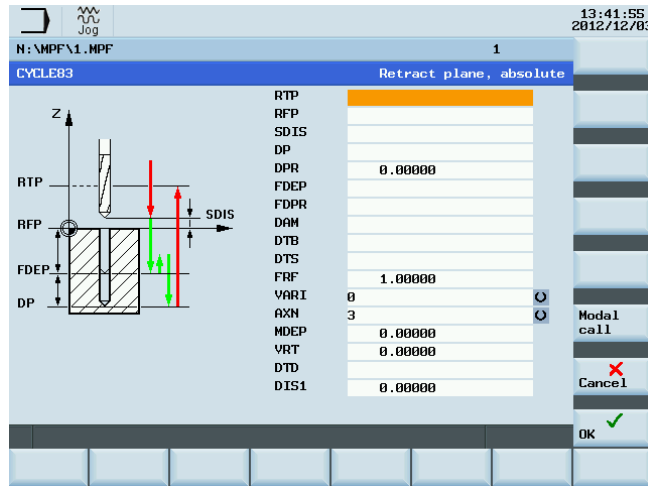 Jog
13:41:55
2012/12/03
N:\MPF\1.MPF 1
CYCLE83 Retract plane, absolute
Z
RTP
RFP
SDIS
FDEP
DP
RTP
RFP
SDIS
DP
DPR 0.00000
FDEP
FDPR
DAM
DTB
DTS
FRF 1.00000
VARI 0
AXN 3
MDEP 0.00000
VRT 0.00000
DTD
DIS1 0.00000
Modal
call
Cancel
OK